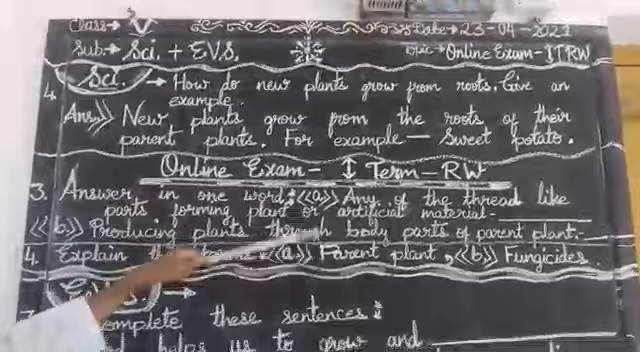 Class→ V Date→23-04-2021
Sub→ Sci. + EVS. Topic→Online Exam-ITRW
4. Sci. → How do new plants grow from roots. Give an
example.
Ans⟫ New plants grow from the roots of their
parent plants. For example— Sweet potato.
Online Exam- I Term-RW
3. Answer in one word: ⟪a⟫ Any of the thread like
parts forming plant or artificial material-
⟪b⟫ Producing plants through body parts of parent plant.-
4. Explain the ⟪a⟫ Parent plant, ⟪b⟫ Fungicides.
complete these sentences:
helps us to grow and